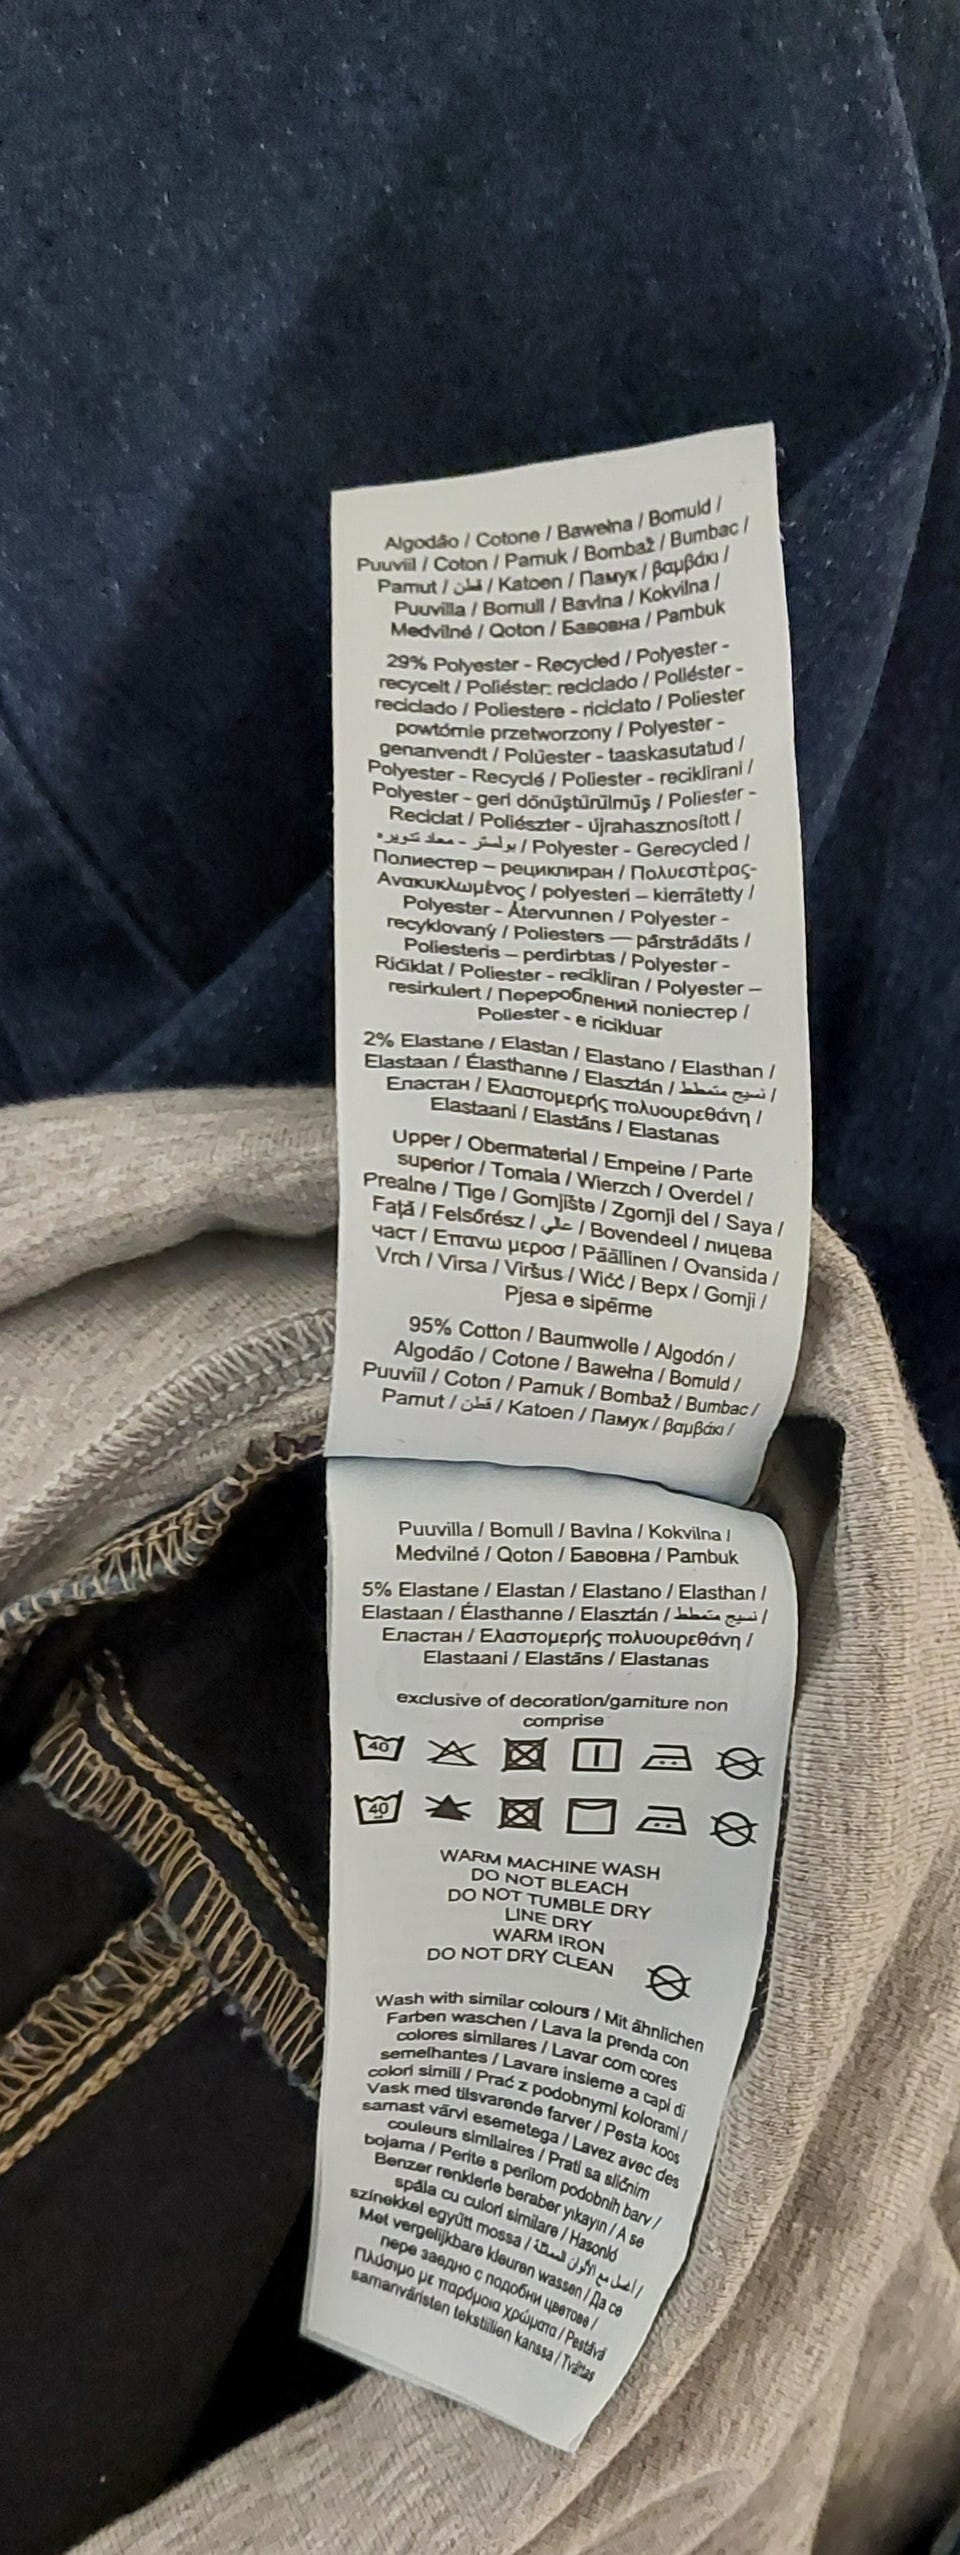 Algodão / Cotone / Bawełna / Bomuld /
Puuviil / Coton / Pamuk / Bombaž / Bumbac /
Pamut / قطن / Katoen / Памук / βαμβάκι /
Puuvilla / Bomull / Bavlna / Kokvilna /
Medvilnė / Qoton / Бавовна / Pambuk
29% Polyester - Recycled / Polyester -
recycelt / Poliéster: reciclado / Poliéster -
reciclado / Poliestere - riciclato / Poliester
powtórnie przetworzony / Polyester -
genanvendt / Polüester - taaskasutatud /
Polyester - Recyclé / Poliester - reciklirani /
Polyester - geri dönüştürülmüş / Poliester -
Reciclat / Poliészter - újrahasznosított /
بوليستر - معاد تدويره / Polyester - Gerecycled /
Полиестер – рециклиран / Πολυεστέρας-
Ανακυκλωμένος / polyesteri – kierrätetty /
Polyester - Återvunnen / Polyester -
recyklovaný / Poliesters — pārstrādāts /
Poliesteris – perdirbtas / Polyester -
Ričiklat / Poliester - recikliran / Polyester –
resirkulert / Перероблений поліестер /
Poliester - e ricikluar
2% Elastane / Elastan / Elastano / Elasthan /
Elastaan / Élasthanne / Elasztán / نسيج متمطط /
Еластан / Ελαστομερής πολυουρεθάνη /
Elastaani / Elastāns / Elastanas
Upper / Obermaterial / Empeine / Parte
superior / Tomaia / Wierzch / Overdel /
Prealne / Tige / Gornjište / Zgornji del / Saya /
Față / Felsőrész / علي / Bovendeel / лицева
част / Επανω μεροσ / Päällinen / Ovansida /
Vrch / Virsa / Viršus / Wiċċ / Верх / Gornji /
Pjesa e sipërme
95% Cotton / Baumwolle / Algodón /
Algodão / Cotone / Bawełna / Bomuld /
Puuviil / Coton / Pamuk / Bombaž / Bumbac /
Pamut / قطن / Katoen / Памук / βαμβάκι /
Puuvilla / Bomull / Bavlna / Kokvilna /
Medvilnė / Qoton / Бавовна / Pambuk
5% Elastane / Elastan / Elastano / Elasthan /
Elastaan / Élasthanne / Elasztán / نسيج متمطط /
Еластан / Ελαστομερής πολυουρεθάνη /
Elastaani / Elastāns / Elastanas
exclusive of decoration/garniture non
comprise
40
40
WARM MACHINE WASH
DO NOT BLEACH
DO NOT TUMBLE DRY
LINE DRY
WARM IRON
DO NOT DRY CLEAN
Wash with similar colours / Mit ähnlichen
Farben waschen / Lava la prenda con
colores similares / Lavar com cores
semelhantes / Lavare insieme a capi di
colori simili / Prać z podobnymi kolorami /
Vask med tilsvarende farver / Pesta koos
samast värvi esemetega / Lavez avec des
couleurs similaires / Prati sa sličnim
bojama / Perite s perilom podobnih barv /
Benzer renklerle beraber yıkayın / A se
spăla cu culori similare / Hasonló
színekkel együtt mossa / اغسل مع الألوان المماثلة /
Met vergelijkbare kleuren wassen / Да се
пере заедно с подобни цветове /
Πλύσιμο με παρόμοια χρώματα / Pestävä
samanväristen tekstiilien kanssa / Tvättas